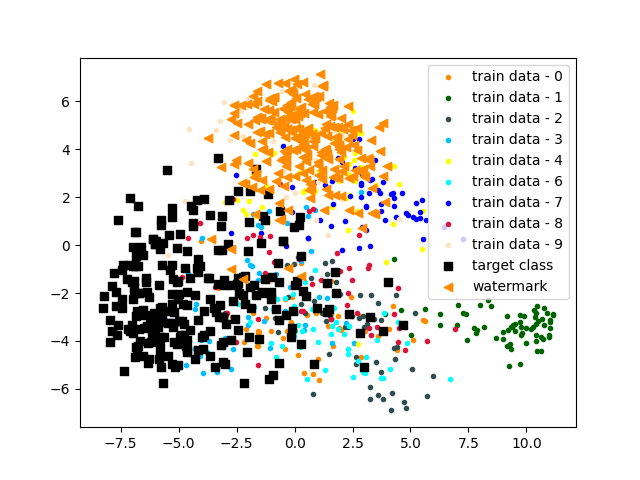 train data - 0
train data - 1
train data - 2
train data - 3
train data - 4
train data - 6
train data - 7
train data - 8
train data - 9
target class
watermark
6
4
2
0
−2
−4
−6
−7.5 −5.0 −2.5 0.0 2.5 5.0 7.5 10.0